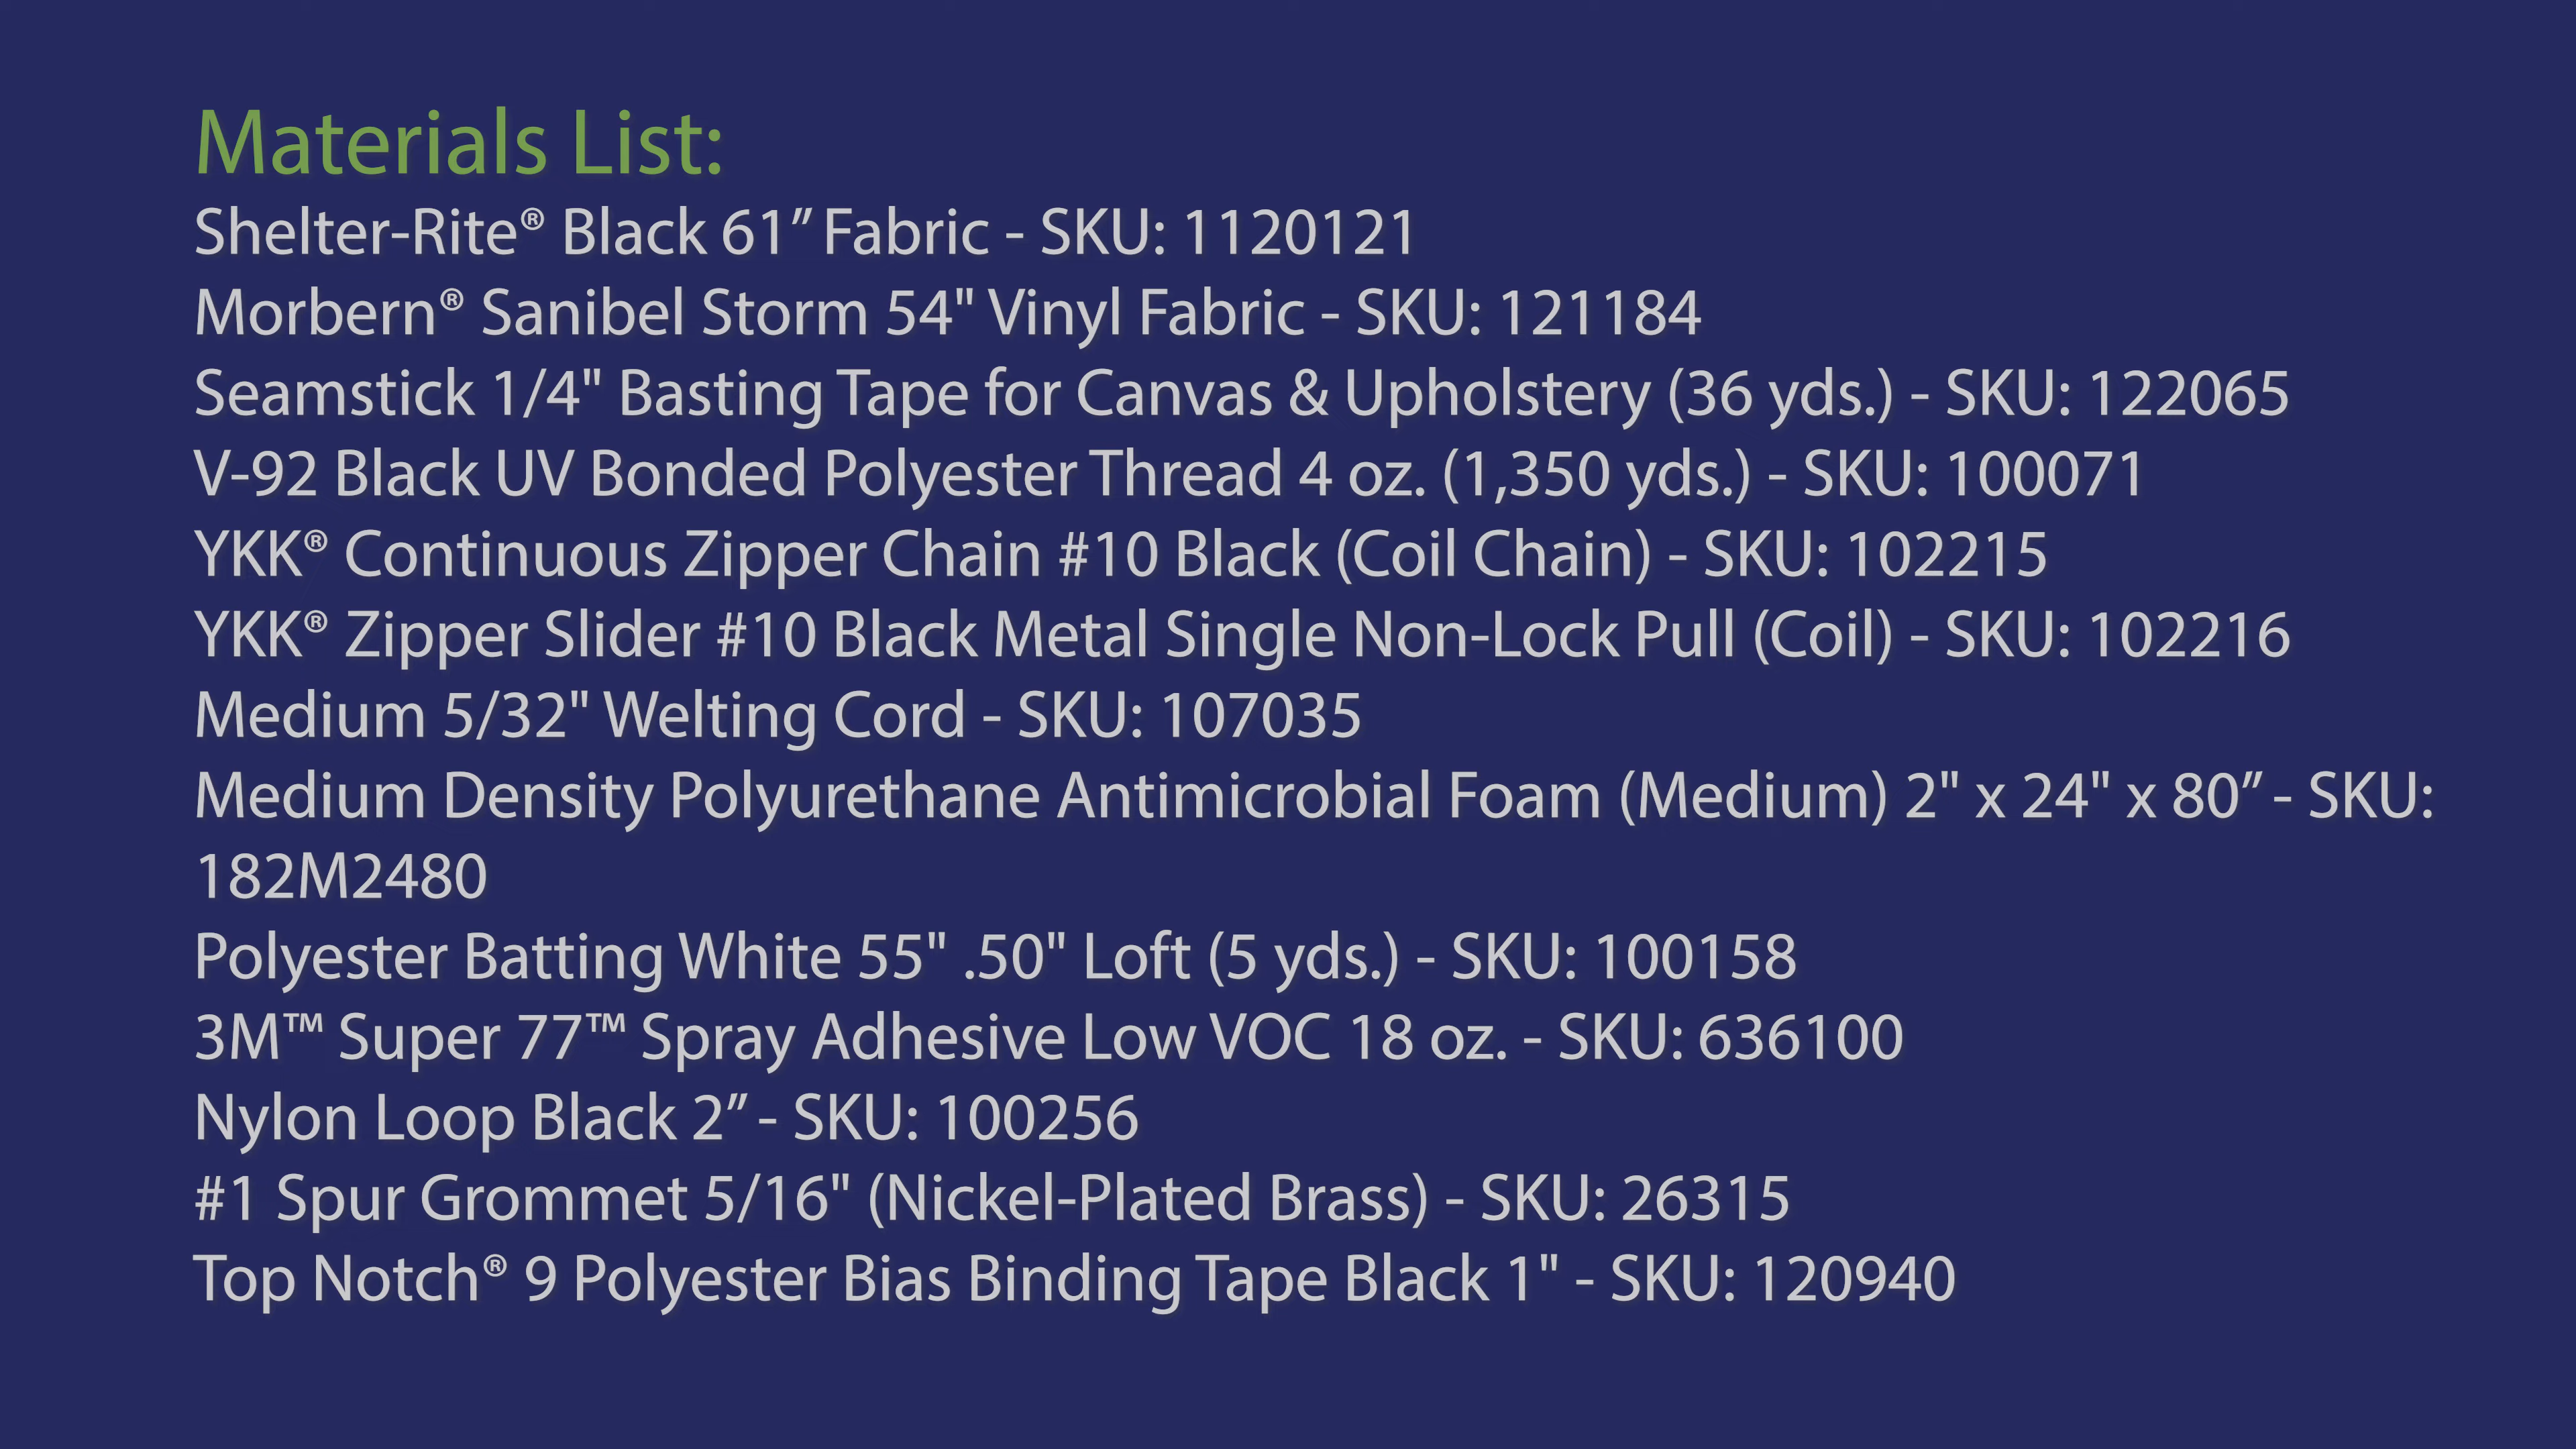 Materials List:
Shelter-Rite® Black 61” Fabric - SKU: 1120121
Morbern® Sanibel Storm 54" Vinyl Fabric - SKU: 121184
Seamstick 1/4" Basting Tape for Canvas & Upholstery (36 yds.) - SKU: 122065
V-92 Black UV Bonded Polyester Thread 4 oz. (1,350 yds.) - SKU: 100071
YKK® Continuous Zipper Chain #10 Black (Coil Chain) - SKU: 102215
YKK® Zipper Slider #10 Black Metal Single Non-Lock Pull (Coil) - SKU: 102216
Medium 5/32" Welting Cord - SKU: 107035
Medium Density Polyurethane Antimicrobial Foam (Medium) 2" x 24" x 80” - SKU:
182M2480
Polyester Batting White 55" .50" Loft (5 yds.) - SKU: 100158
3M™ Super 77™ Spray Adhesive Low VOC 18 oz. - SKU: 636100
Nylon Loop Black 2” - SKU: 100256
#1 Spur Grommet 5/16" (Nickel-Plated Brass) - SKU: 26315
Top Notch® 9 Polyester Bias Binding Tape Black 1" - SKU: 120940